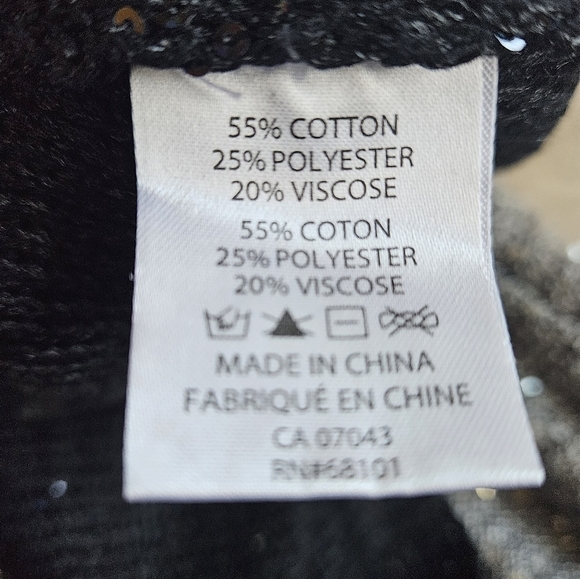 55% COTTON
25% POLYESTER
20% VISCOSE
55% COTON
25% POLYESTER
20% VISCOSE
MADE IN CHINA
FABRIQUÉ EN CHINE
CA 07043
RN#68101